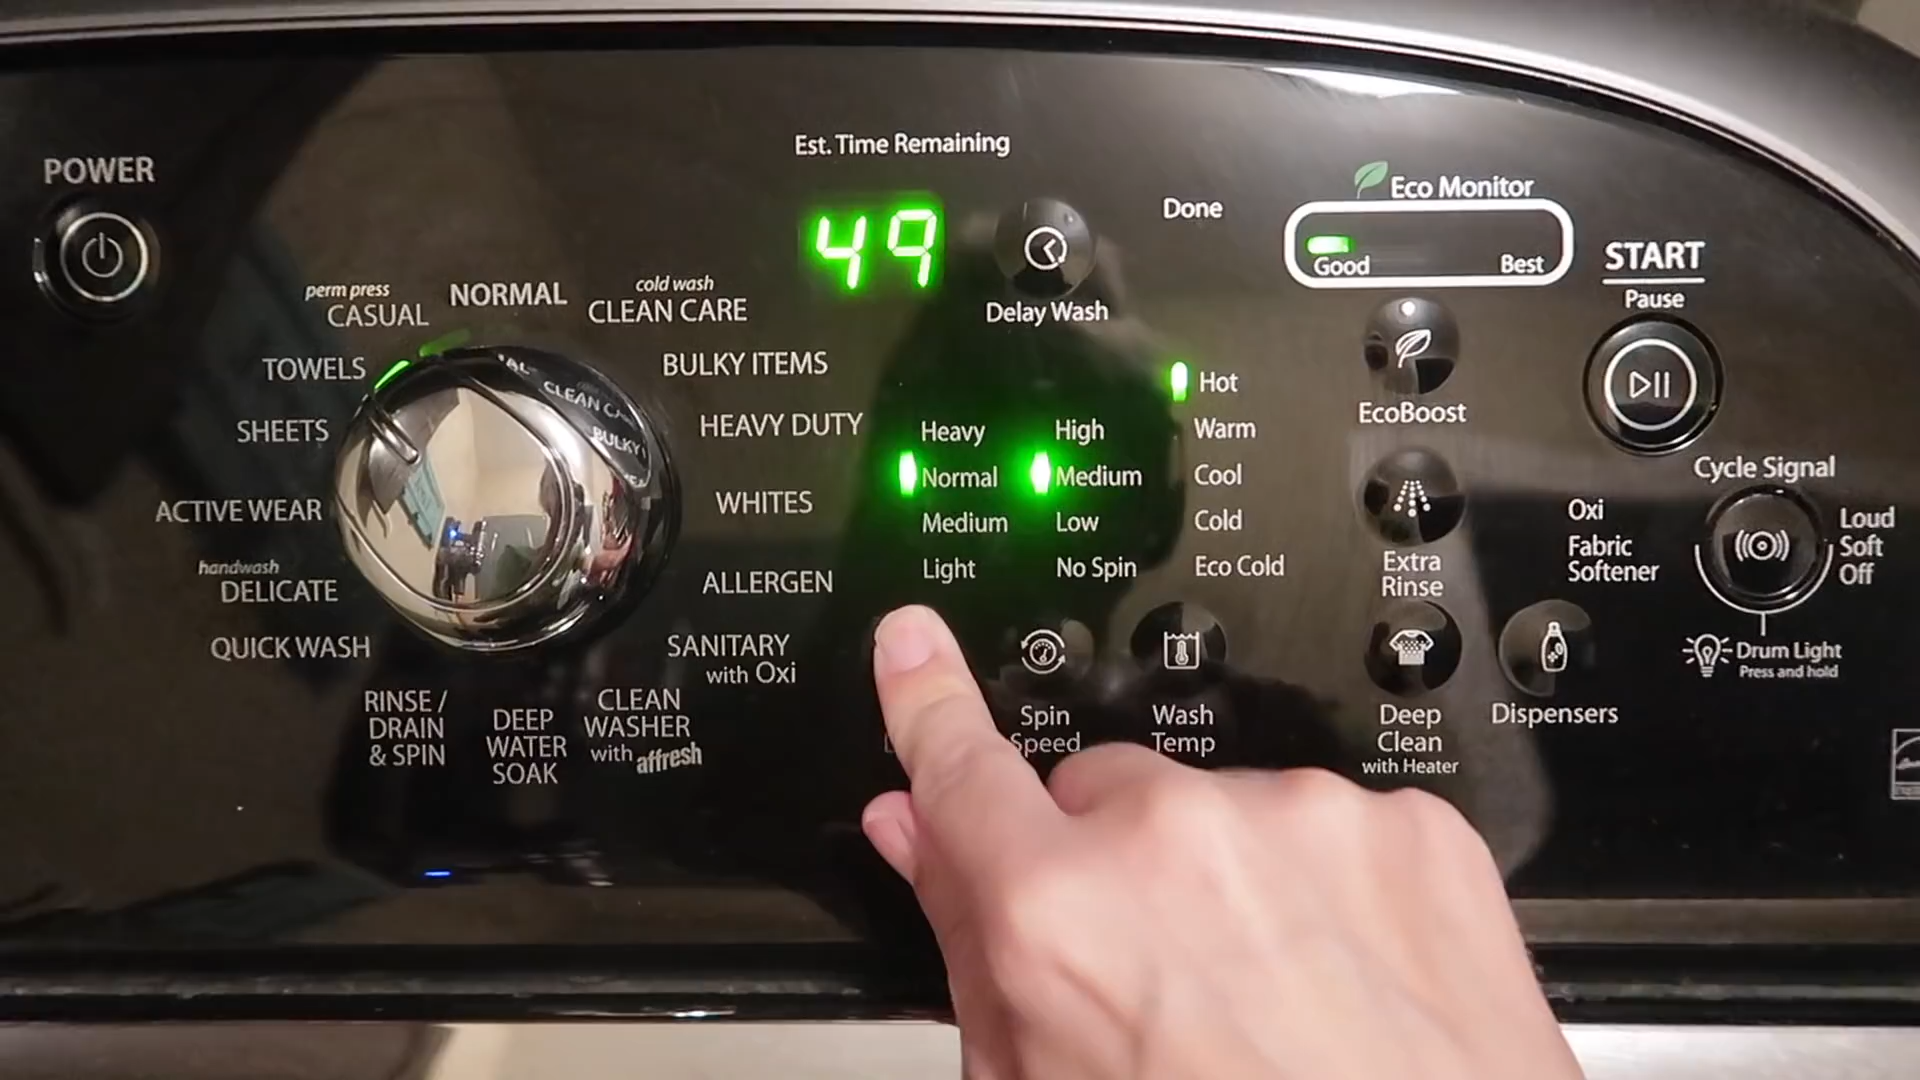 POWER
perm press
CASUAL
NORMAL
cold wash
CLEAN CARE
TOWELS
BULKY ITEMS
SHEETS
HEAVY DUTY
ACTIVE WEAR
WHITES
handwash
DELICATE
ALLERGEN
QUICK WASH
SANITARY
with Oxi
RINSE /
DRAIN
& SPIN
DEEP
WATER
SOAK
CLEAN
WASHER
with affresh
CLEAN
BULKY
Est. Time Remaining
49
Delay Wash
Done
Heavy
Normal
Medium
Light
High
Medium
Low
No Spin
Spin
Speed
Hot
Warm
Cool
Cold
Eco Cold
Wash
Temp
Eco Monitor
Good Best
EcoBoost
Extra
Rinse
Deep
Clean
with Heater
START
Pause
Oxi
Fabric
Softener
Dispensers
Cycle Signal
Loud
Soft
Off
Drum Light
Press and hold